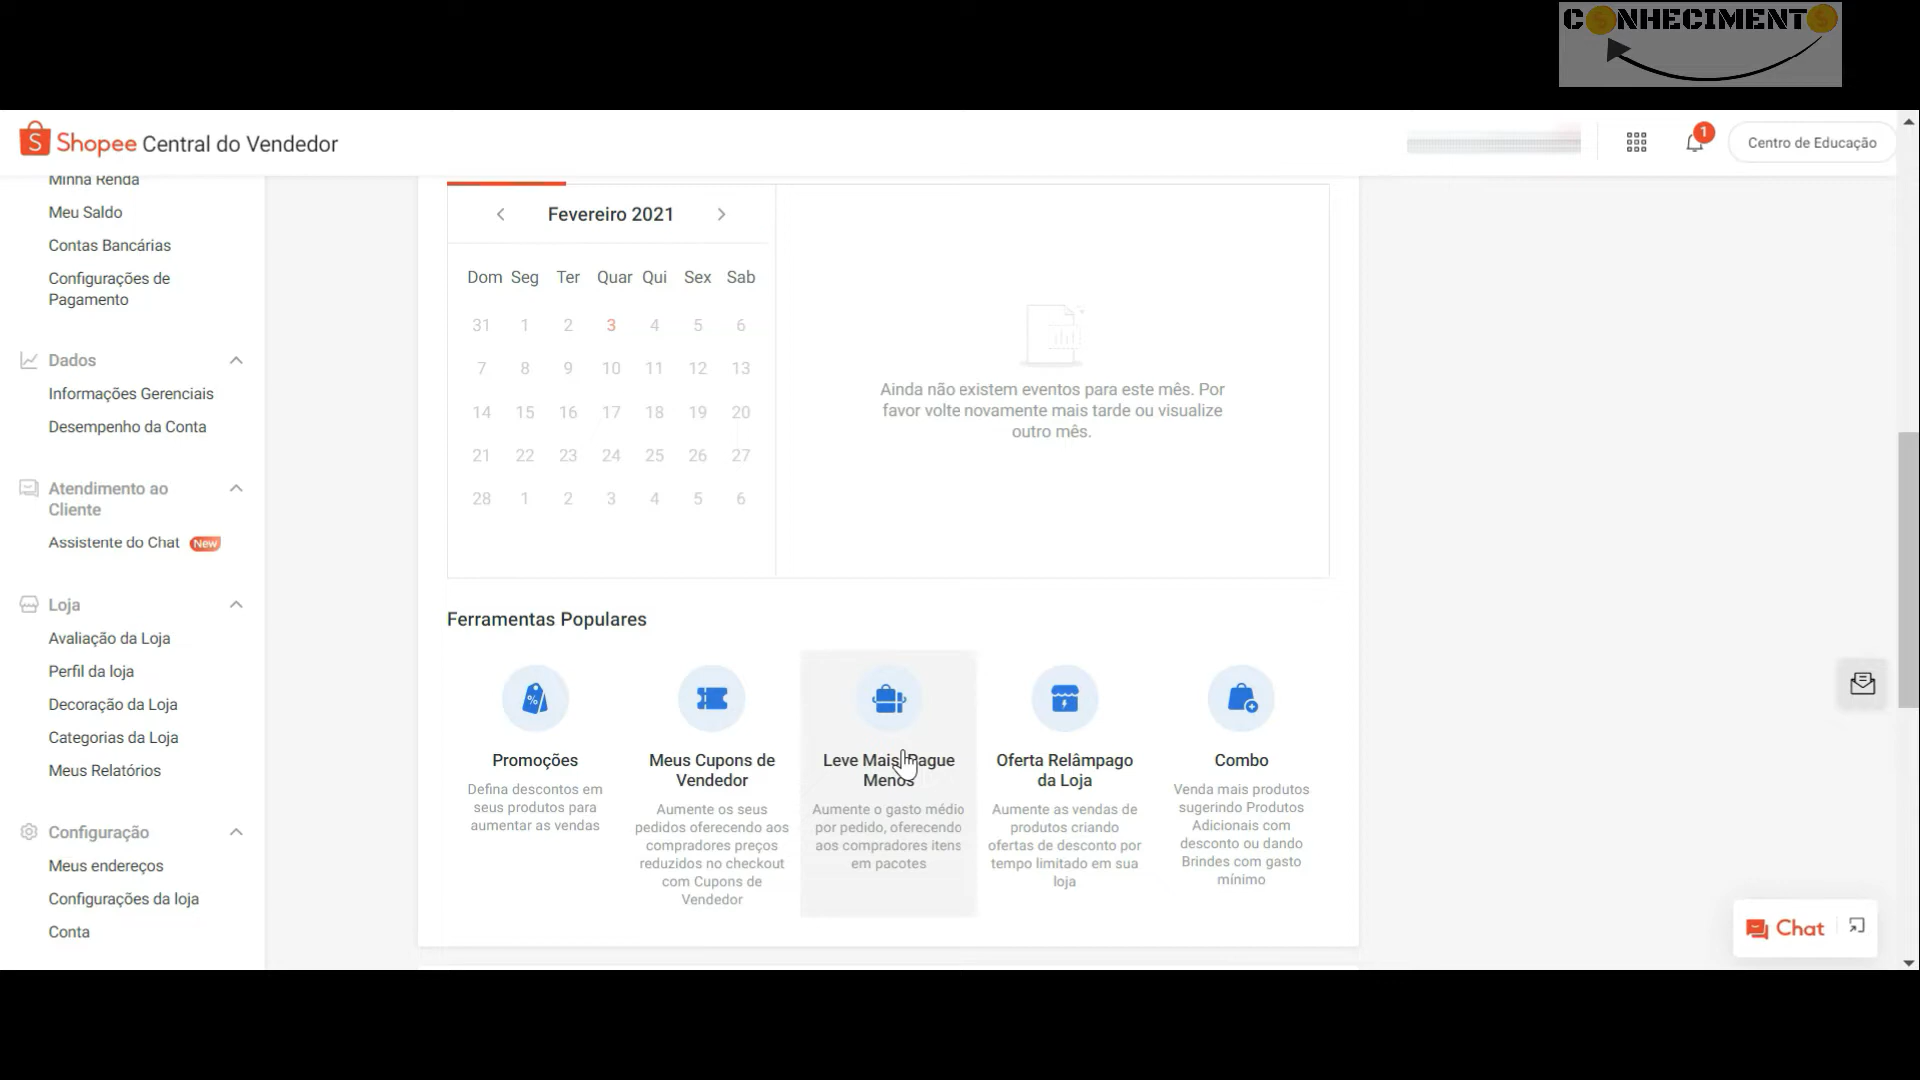 CONHECIMENTO
Shopee Central do Vendedor
1
Centro de Educação
Minha Renda
Meu Saldo
Contas Bancárias
Configurações de
Pagamento
Dados
Informações Gerenciais
Desempenho da Conta
Atendimento ao
Cliente
Assistente do Chat New
Loja
Avaliação da Loja
Perfil da loja
Decoração da Loja
Categorias da Loja
Meus Relatórios
Configuração
Meus endereços
Configurações da loja
Conta
Fevereiro 2021
Dom Seg Ter Quar Qui Sex Sab
31 1 2 3 4 5 6
7 8 9 10 11 12 13
14 15 16 17 18 19 20
21 22 23 24 25 26 27
28 1 2 3 4 5 6
Ainda não existem eventos para este mês. Por
favor volte novamente mais tarde ou visualize
outro mês.
Ferramentas Populares
Promoções
Defina descontos em
seus produtos para
aumentar as vendas
Meus Cupons de
Vendedor
Aumente os seus
pedidos oferecendo aos
compradores preços
reduzidos no checkout
com Cupons de
Vendedor
Leve Mais Pague
Menos
Aumente o gasto médio
por pedido, oferecendo
aos compradores itens
em pacotes
Oferta Relâmpago
da Loja
Aumente as vendas de
produtos criando
ofertas de desconto por
tempo limitado em sua
loja
Combo
Venda mais produtos
sugerindo Produtos
Adicionais com
desconto ou dando
Brindes com gasto
mínimo
Chat